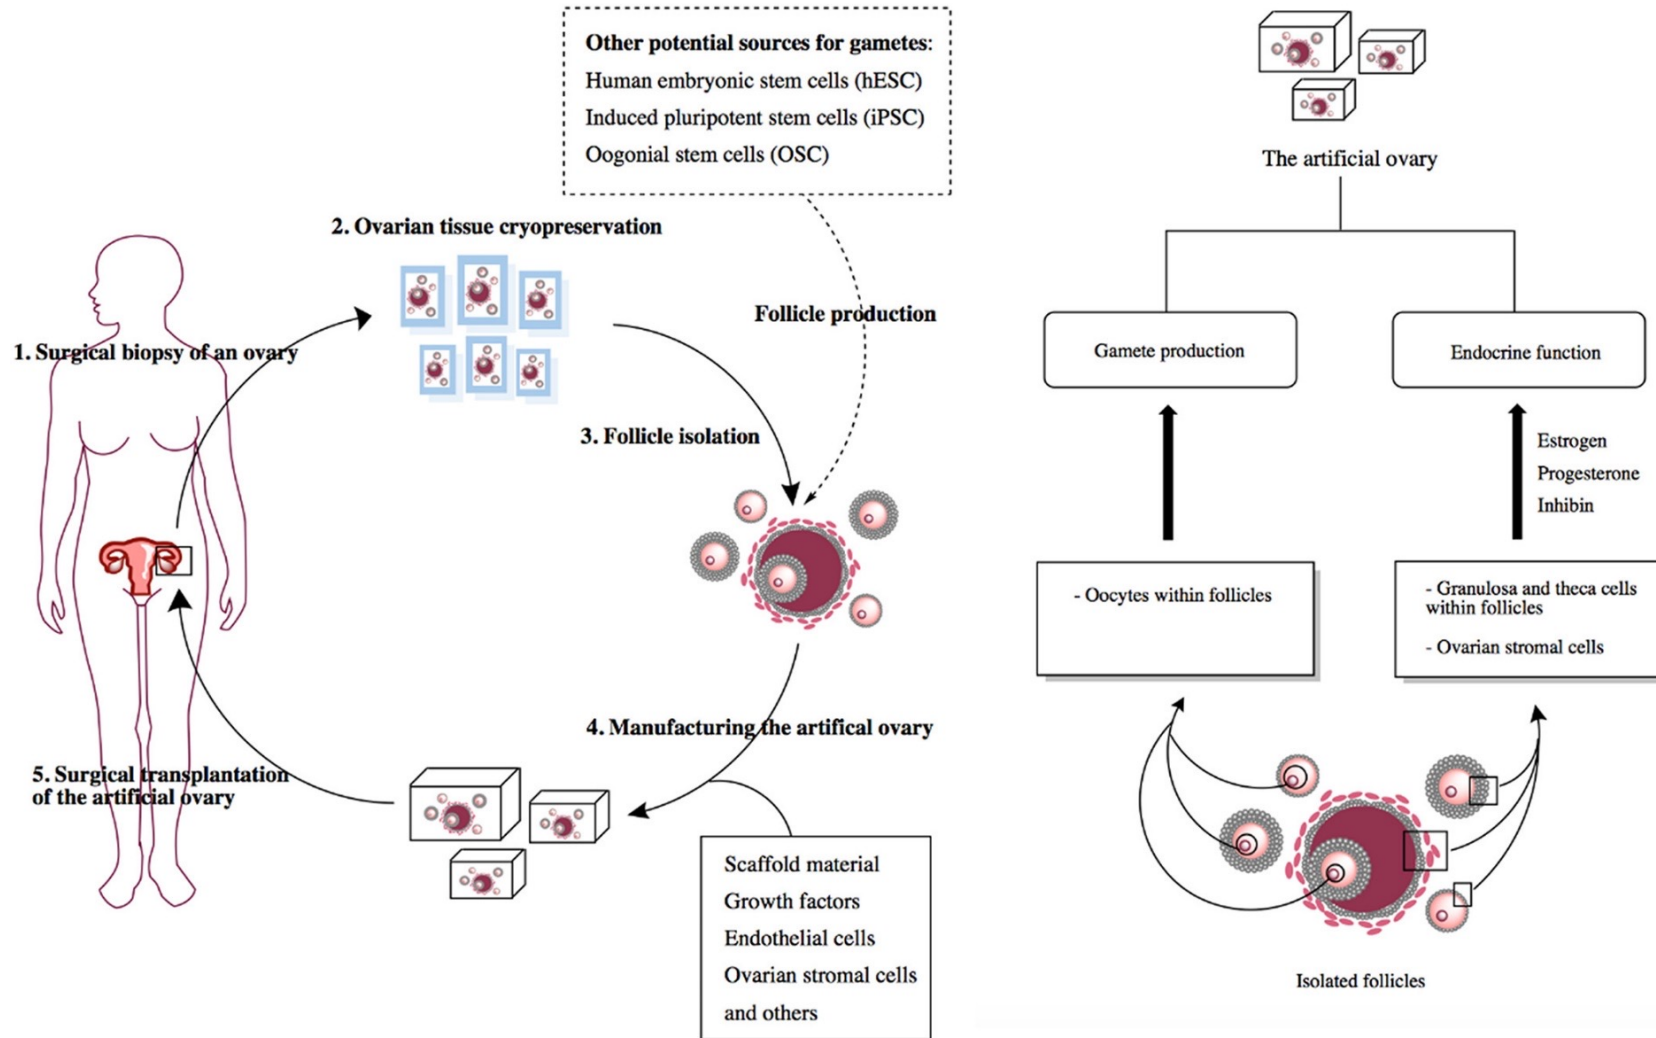 Other potential sources for gametes:
Human embryonic stem cells (hESC)
Induced pluripotent stem cells (iPSC)
Oogonial stem cells (OSC)
2. Ovarian tissue cryopreservation
Follicle production
1. Surgical biopsy of an ovary
3. Follicle isolation
4. Manufacturing the artifical ovary
5. Surgical transplantation
of the artificial ovary
Scaffold material
Growth factors
Endothelial cells
Ovarian stromal cells
and others
The artificial ovary
Gamete production
Endocrine function
Estrogen
Progesterone
Inhibin
- Oocytes within follicles
- Granulosa and theca cells
within follicles
- Ovarian stromal cells
Isolated follicles